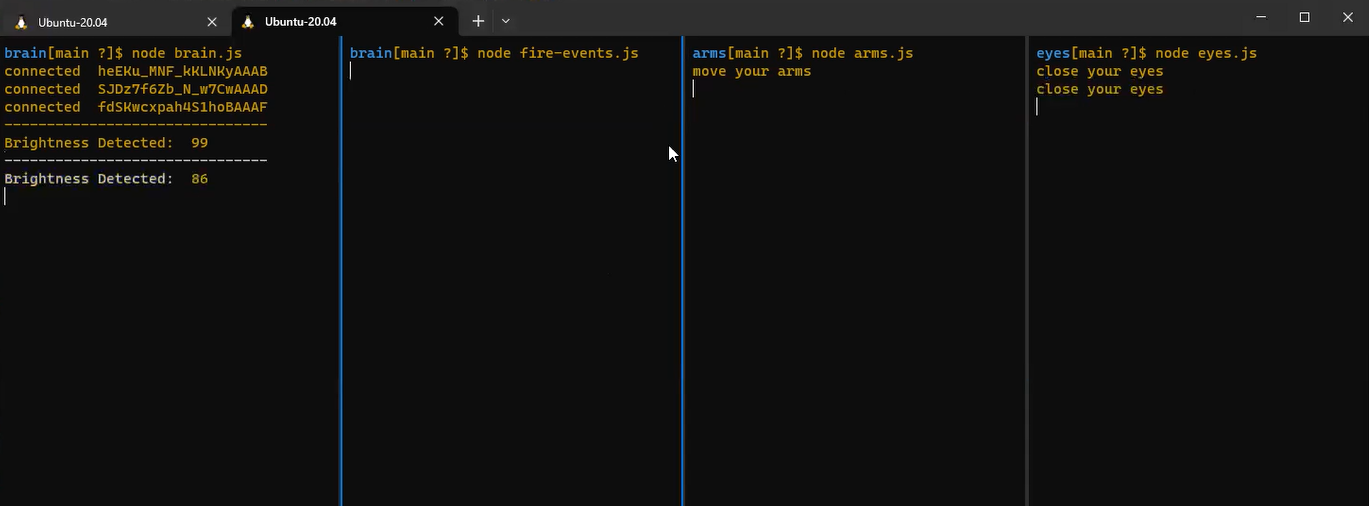 Ubuntu-20.04
Ubuntu-20.04
brain[main ?]$ node brain.js
connected  heEKu_MNF_kKLNKyAAAB
connected  SJDz7f6Zb_N_w7CwAAAD
connected  fdSKwcxpah4S1hoBAAAF
-------------------------------
Brightness Detected:  99
-------------------------------
Brightness Detected:  86
brain[main ?]$ node fire-events.js
arms[main ?]$ node arms.js
move your arms
eyes[main ?]$ node eyes.js
close your eyes
close your eyes